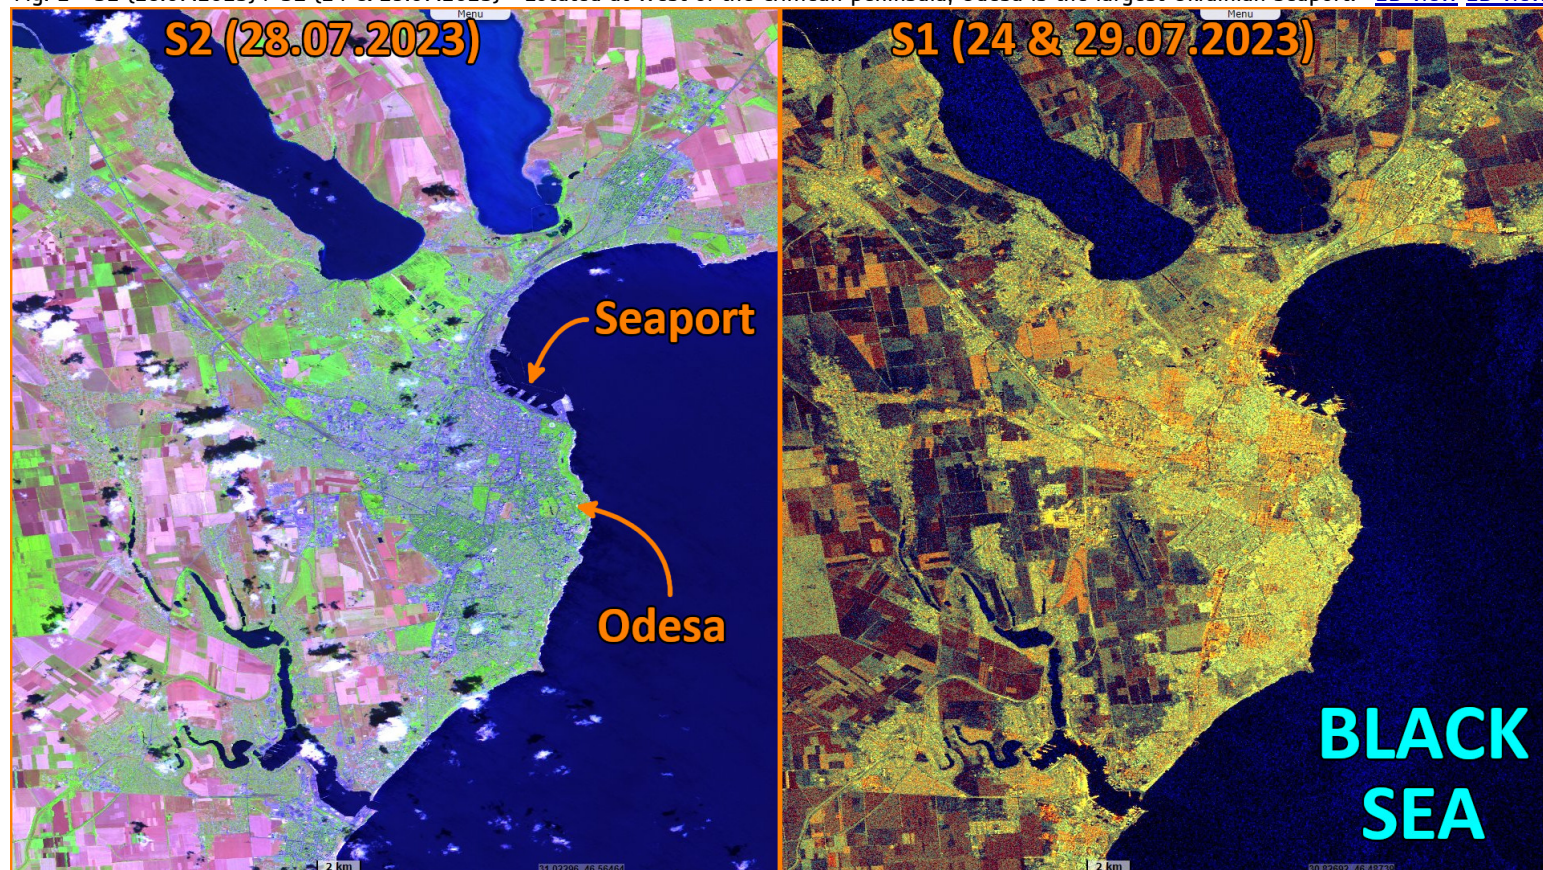 Menu
Menu
S2 (28.07.2023)
S1 (24 & 29.07.2023)
Seaport
Odesa
BLACK
SEA
2 km
2 km